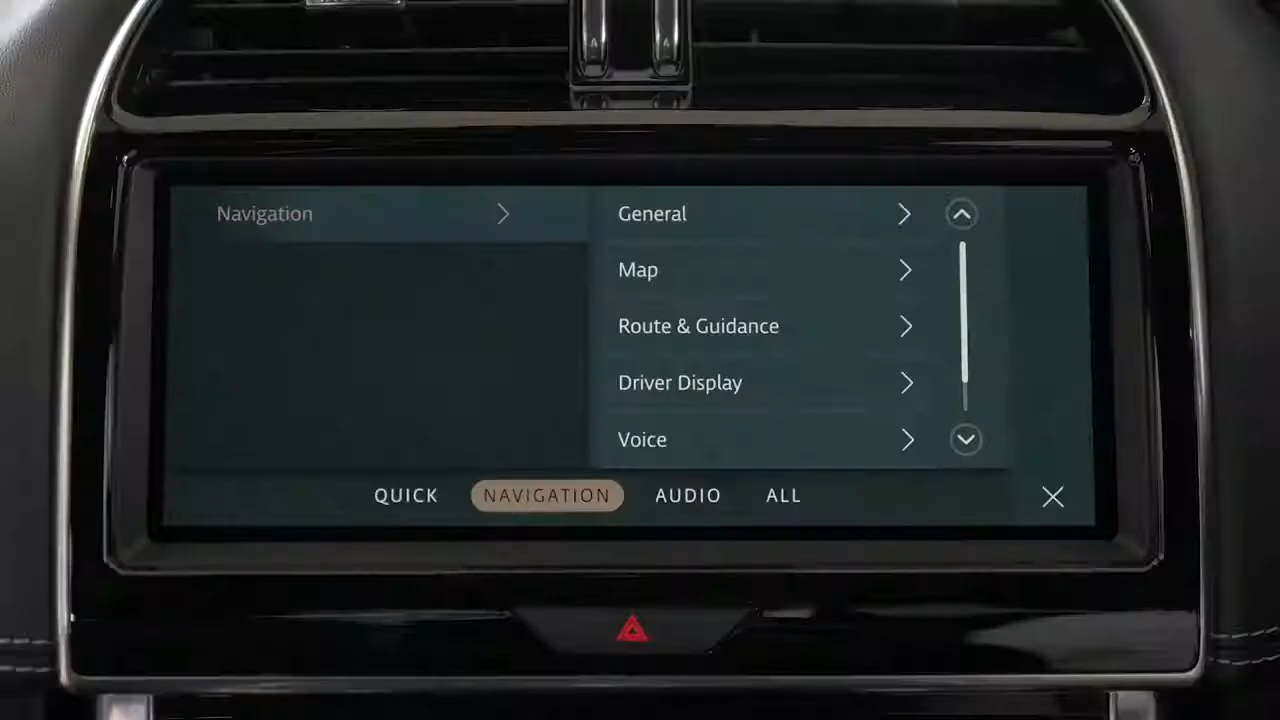 Navigation
General
Map
Route & Guidance
Driver Display
Voice
QUICK NAVIGATION AUDIO ALL